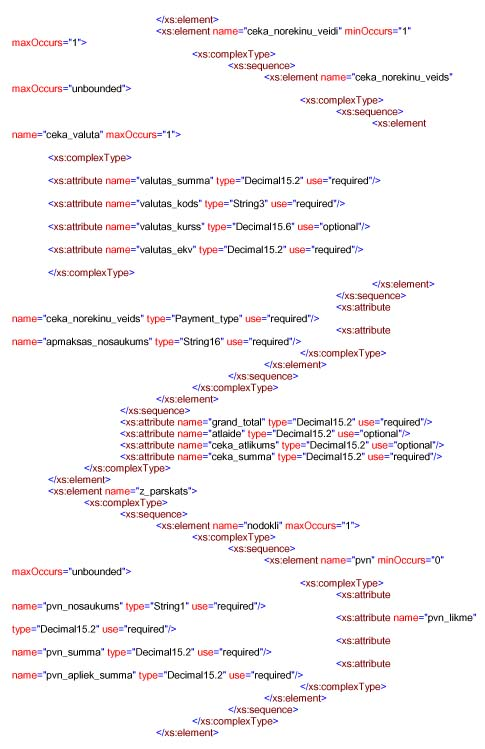 </xs:element>
<xs:element name="ceka_norekinu_veidi" minOccurs="1"
maxOccurs="1">
<xs:complexType>
<xs:sequence>
<xs:element name="ceka_norekinu_veids"
maxOccurs="unbounded">
<xs:complexType>
<xs:sequence>
<xs:element
name="ceka_valuta" maxOccurs="1">
<xs:complexType>
<xs:attribute name="valutas_summa" type="Decimal15.2" use="required"/>
<xs:attribute name="valutas_kods" type="String3" use="required"/>
<xs:attribute name="valutas_kurss" type="Decimal15.6" use="optional"/>
<xs:attribute name="valutas_ekv" type="Decimal15.2" use="required"/>
</xs:complexType>
</xs:element>
</xs:sequence>
<xs:attribute
name="ceka_norekinu_veids" type="Payment_type" use="required"/>
<xs:attribute
name="apmaksas_nosaukums" type="String16" use="required"/>
</xs:complexType>
</xs:element>
</xs:sequence>
</xs:complexType>
</xs:element>
</xs:sequence>
<xs:attribute name="grand_total" type="Decimal15.2" use="required"/>
<xs:attribute name="atlaide" type="Decimal15.2" use="optional"/>
<xs:attribute name="ceka_atlikums" type="Decimal15.2" use="optional"/>
<xs:attribute name="ceka_summa" type="Decimal15.2" use="required"/>
</xs:complexType>
</xs:element>
<xs:element name="z_parskats">
<xs:complexType>
<xs:sequence>
<xs:element name="nodokli" maxOccurs="1">
<xs:complexType>
<xs:sequence>
<xs:element name="pvn" minOccurs="0"
maxOccurs="unbounded">
<xs:complexType>
<xs:attribute
name="pvn_nosaukums" type="String1" use="required"/>
<xs:attribute name="pvn_likme"
type="Decimal15.2" use="required"/>
<xs:attribute
name="pvn_summa" type="Decimal15.2" use="required"/>
<xs:attribute
name="pvn_apliek_summa" type="Decimal15.2" use="required"/>
</xs:complexType>
</xs:element>
</xs:sequence>
</xs:complexType>
</xs:element>